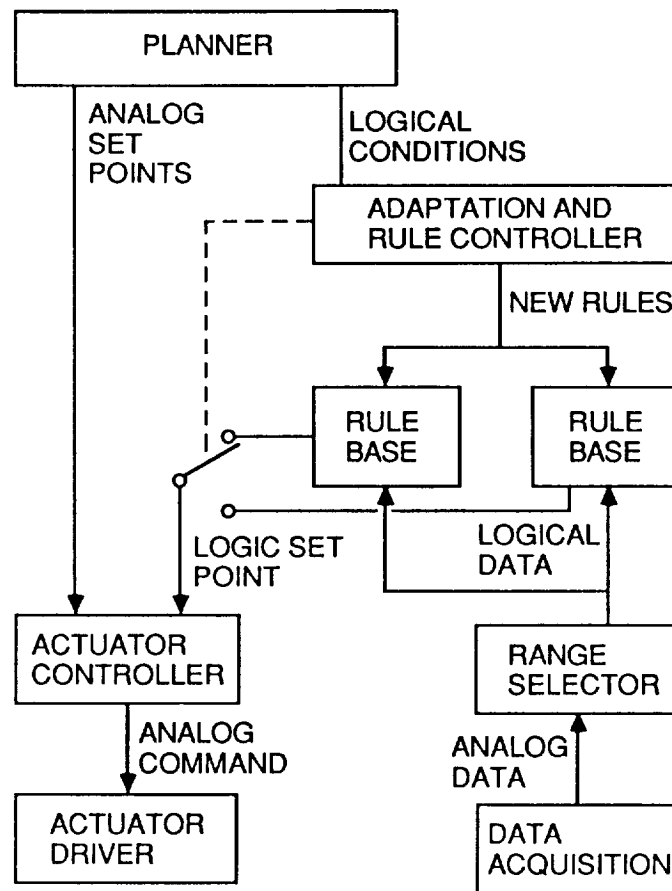 PLANNER
ANALOG
SET
POINTS
LOGICAL
CONDITIONS
ADAPTATION AND
RULE CONTROLLER
NEW RULES
RULE
BASE
RULE
BASE
LOGIC SET
POINT
LOGICAL
DATA
ACTUATOR
CONTROLLER
RANGE
SELECTOR
ANALOG
COMMAND
ANALOG
DATA
ACTUATOR
DRIVER
DATA
ACQUISITION